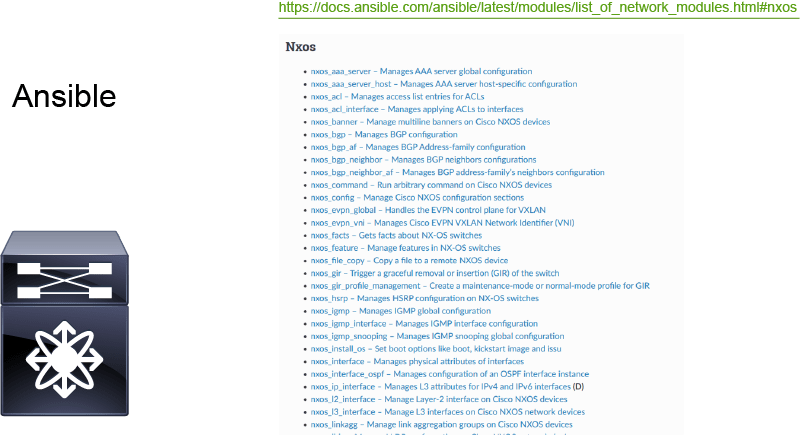 https://docs.ansible.com/ansible/latest/modules/list_of_network_modules.html#nxos
Ansible
Nxos
• nxos_aaa_server – Manages AAA server global configuration
• nxos_aaa_server_host – Manages AAA server host-specific configuration
• nxos_acl – Manages access list entries for ACLs
• nxos_acl_interface – Manages applying ACLs to interfaces
• nxos_banner – Manage multiline banners on Cisco NXOS devices
• nxos_bgp – Manages BGP configuration
• nxos_bgp_af – Manages BGP Address-family configuration
• nxos_bgp_neighbor – Manages BGP neighbors configurations
• nxos_bgp_neighbor_af – Manages BGP address-family's neighbors configuration
• nxos_command – Run arbitrary command on Cisco NXOS devices
• nxos_config – Manage Cisco NXOS configuration sections
• nxos_evpn_global – Handles the EVPN control plane for VXLAN
• nxos_evpn_vni – Manages Cisco EVPN VXLAN Network Identifier (VNI)
• nxos_facts – Gets facts about NX-OS switches
• nxos_feature – Manage features in NX-OS switches
• nxos_file_copy – Copy a file to a remote NXOS device
• nxos_gir – Trigger a graceful removal or insertion (GIR) of the switch
• nxos_gir_profile_management – Create a maintenance-mode or normal-mode profile for GIR
• nxos_hsrp – Manages HSRP configuration on NX-OS switches
• nxos_igmp – Manages IGMP global configuration
• nxos_igmp_interface – Manages IGMP interface configuration
• nxos_igmp_snooping – Manages IGMP snooping global configuration
• nxos_install_os – Set boot options like boot, kickstart image and issu
• nxos_interface – Manages physical attributes of interfaces
• nxos_interface_ospf – Manages configuration of an OSPF interface instance
• nxos_ip_interface – Manages L3 attributes for IPv4 and IPv6 interfaces (D)
• nxos_l2_interface – Manage Layer-2 interface on Cisco NXOS devices
• nxos_l3_interface – Manage L3 interfaces on Cisco NXOS network devices
• nxos_linkagg – Manage link aggregation groups on Cisco NXOS devices